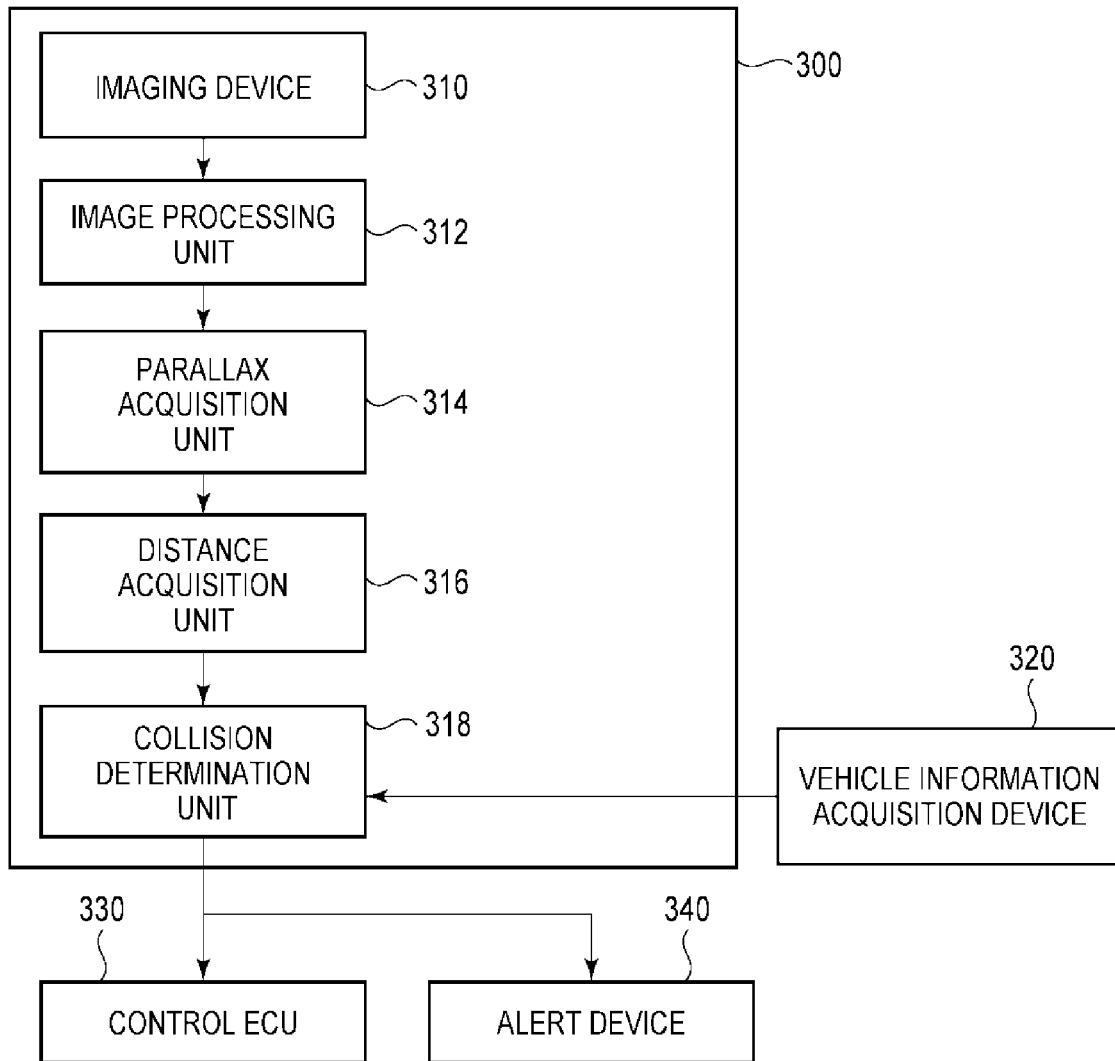 IMAGING DEVICE
310
300
IMAGE PROCESSING
UNIT
312
PARALLAX
ACQUISITION
UNIT
314
DISTANCE
ACQUISITION
UNIT
316
COLLISION
DETERMINATION
UNIT
318
320
VEHICLE INFORMATION
ACQUISITION DEVICE
330
CONTROL ECU
340
ALERT DEVICE